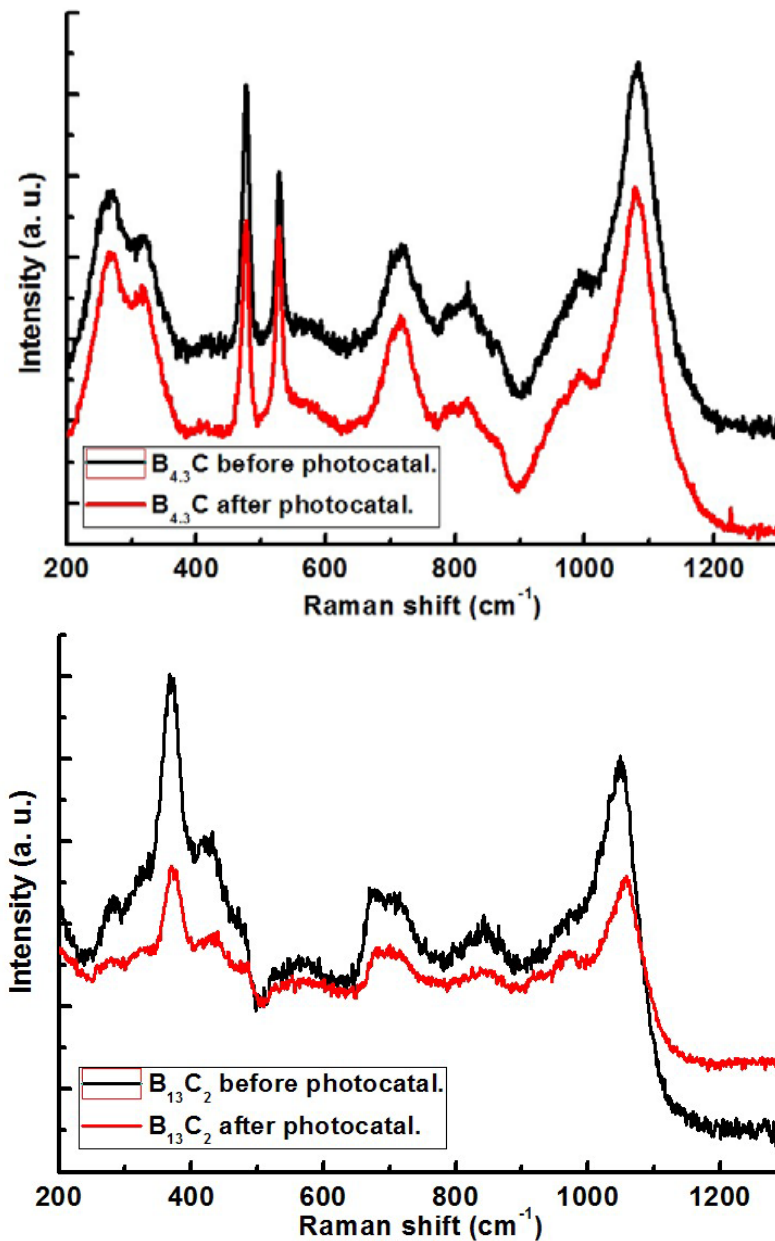 Intensity (a. u.)
B4.3C before photocatal.
B4.3C after photocatal.
200 400 600 800 1000 1200
Raman shift (cm-1)
Intensity (a. u.)
B13C2 before photocatal.
B13C2 after photocatal.
200 400 600 800 1000 1200
Raman shift (cm-1)